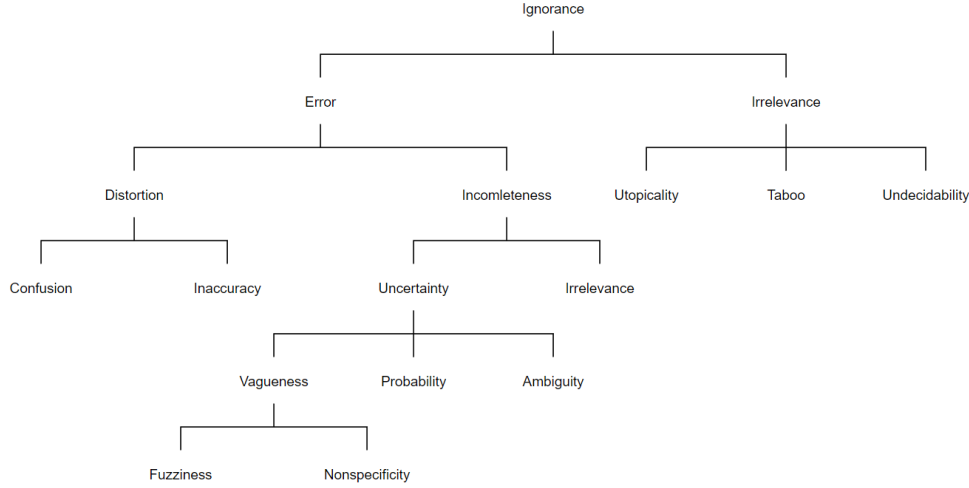 Ignorance
Error
Irrelevance
Distortion
Incomleteness
Utopicality
Taboo
Undecidability
Confusion
Inaccuracy
Uncertainty
Irrelevance
Vagueness
Probability
Ambiguity
Fuzziness
Nonspecificity